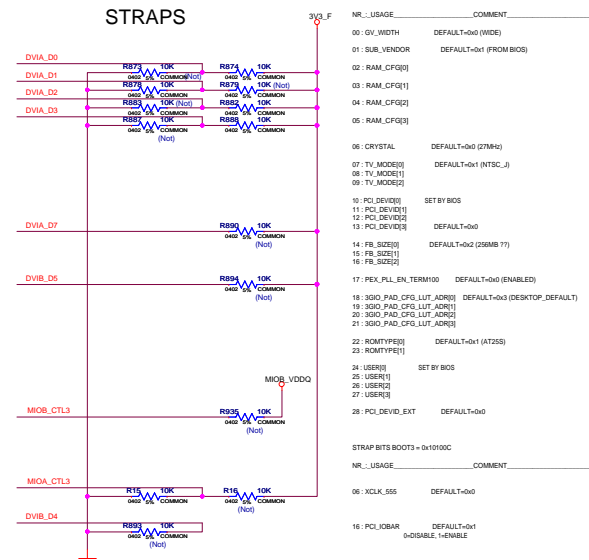 STRAPS
3V3_F
DVIA_D0
R873 10K
0402 5% COMMON
(Not)
R874 10K
0402 5% COMMON
DVIA_D1
R878 10K
0402 5% COMMON
R879 10K
(Not)
0402 5% COMMON
DVIA_D2
R883 10K
(Not)
0402 5% COMMON
R882 10K
0402 5% COMMON
DVIA_D3
R887 10K
0402 5% COMMON
(Not)
R888 10K
0402 5% COMMON
DVIA_D7
R890 10K
0402 5% COMMON
(Not)
DVIB_D5
R894 10K
0402 5% COMMON
(Not)
MIOB_VDDQ
MIOB_CTL3
R935 10K
0402 5% COMMON
(Not)
MIOA_CTL3
R15 10K
0402 5% COMMON
R16 10K
0402 5% COMMON
(Not)
DVIB_D4
R893 10K
0402 5% COMMON
(Not)
NR_:_USAGE____________________COMMENT____________________
00 : GV_WIDTH DEFAULT=0x0 (WIDE)
01 : SUB_VENDOR DEFAULT=0x1 (FROM BIOS)
02 : RAM_CFG[0]
03 : RAM_CFG[1]
04 : RAM_CFG[2]
05 : RAM_CFG[3]
06 : CRYSTAL DEFAULT=0x0 (27MHz)
07 : TV_MODE[0] DEFAULT=0x1 (NTSC_J)
08 : TV_MODE[1]
09 : TV_MODE[2]
10 : PCI_DEVID[0] SET BY BIOS
11 : PCI_DEVID[1]
12 : PCI_DEVID[2]
13 : PCI_DEVID[3] DEFAULT=0x0
14 : FB_SIZE[0] DEFAULT=0x2 (256MB ??)
15 : FB_SIZE[1]
16 : FB_SIZE[2]
17 : PEX_PLL_EN_TERM100 DEFAULT=0x0 (ENABLED)
18 : 3GIO_PAD_CFG_LUT_ADR[0] DEFAULT=0x3 (DESKTOP_DEFAULT)
19 : 3GIO_PAD_CFG_LUT_ADR[1]
20 : 3GIO_PAD_CFG_LUT_ADR[2]
21 : 3GIO_PAD_CFG_LUT_ADR[3]
22 : ROMTYPE[0] DEFAULT=0x1 (AT25S)
23 : ROMTYPE[1]
24 : USER[0] SET BY BIOS
25 : USER[1]
26 : USER[2]
27 : USER[3]
28 : PCI_DEVID_EXT DEFAULT=0x0
STRAP BITS BOOT3 = 0x10100C
NR_:_USAGE____________________COMMENT____________________
06 : XCLK_555 DEFAULT=0x0
16 : PCI_IOBAR DEFAULT=0x1
0=DISABLE, 1=ENABLE